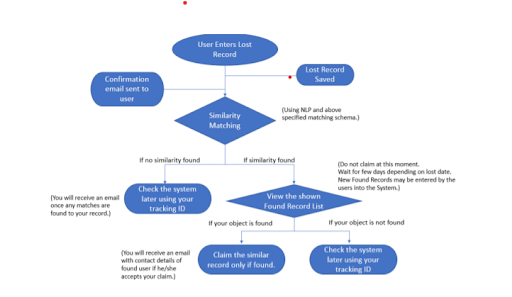 User Enters Lost
Record
Lost Record
Saved
Confirmation
email sent to
user
Similarity
Matching
(Using NLP and above
specified matching schema.)
If no similarity found
If similarity found
(Do not claim at this moment.
Wait for few days depending on lost date.
New Found Records may be entered by the
users into the System.)
Check the system
later using your
tracking ID
(You will receive an email
once any matches are
found to your record.)
View the shown
Found Record List
If your object is found
If your object is not found
(You will receive an email
with contact details of
found user if he/she
accepts your claim.)
Claim the similar
record only if found.
Check the system
later using your
tracking ID